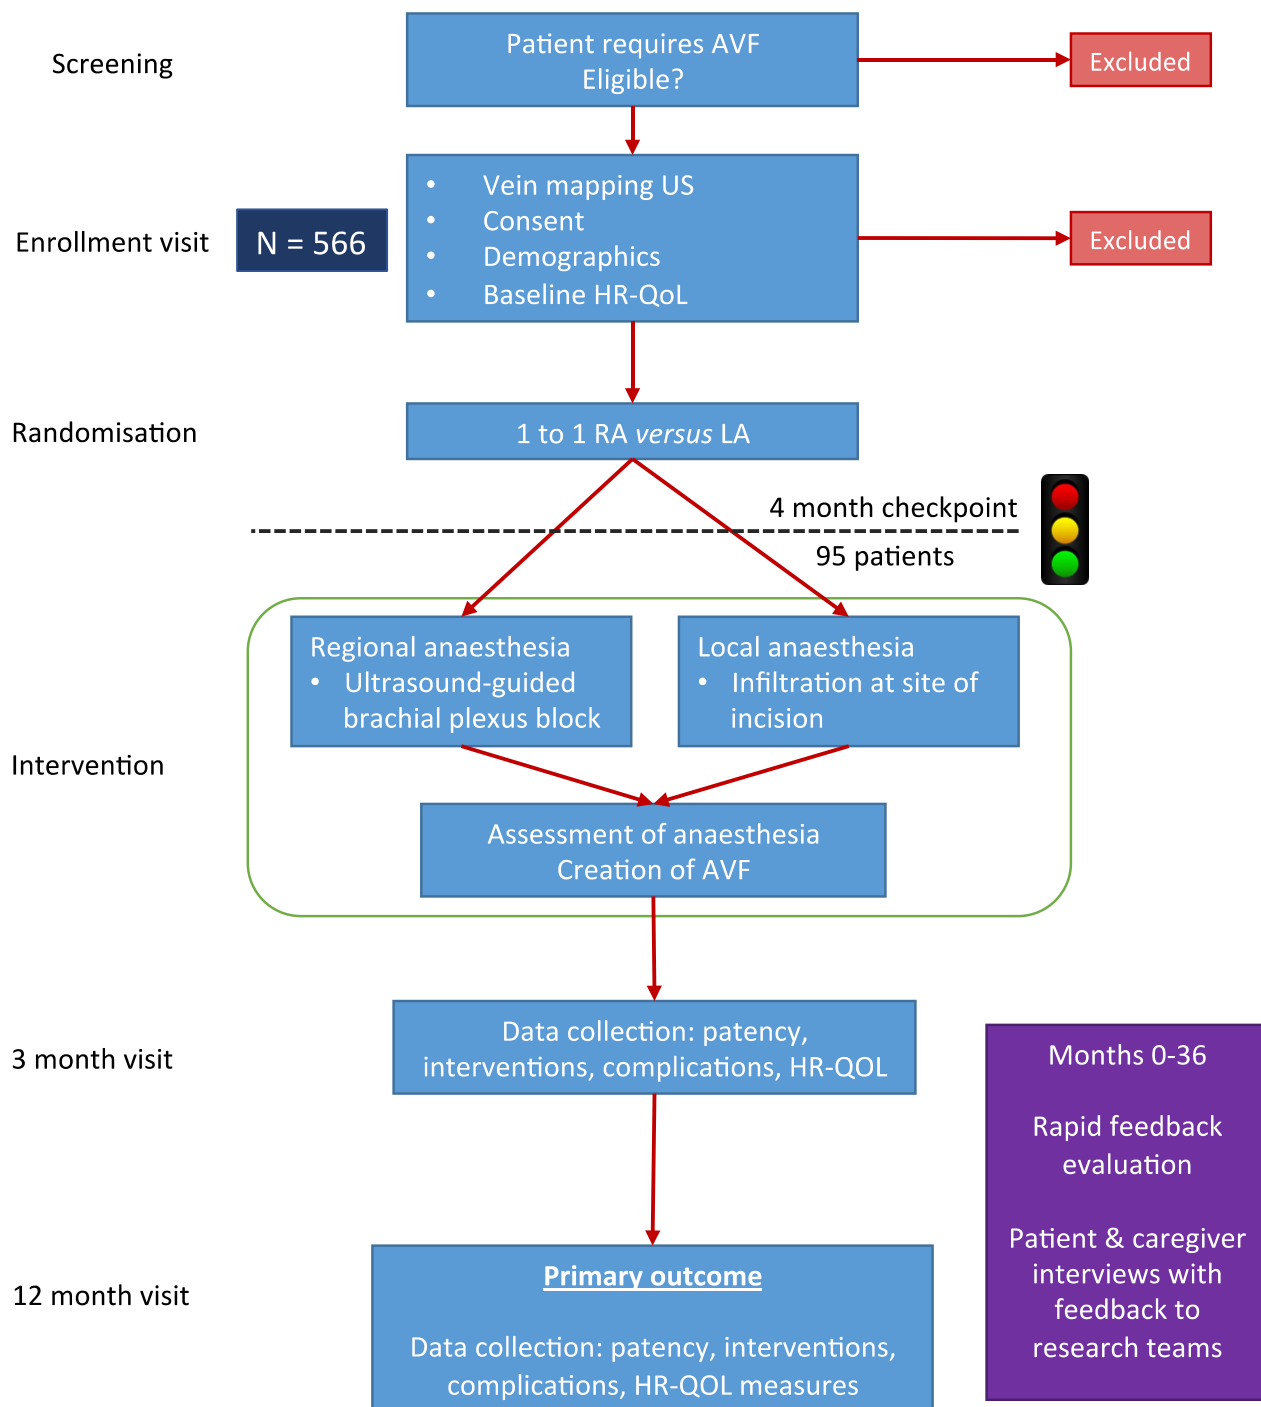 Screening
Patient requires AVF
Eligible?
Excluded
Enrollment visit
N = 566
• Vein mapping US
• Consent
• Demographics
• Baseline HR-QoL
Excluded
Randomisation
1 to 1 RA versus LA
4 month checkpoint
95 patients
Intervention
Regional anaesthesia
• Ultrasound-guided
brachial plexus block
Local anaesthesia
• Infiltration at site of
incision
Assessment of anaesthesia
Creation of AVF
3 month visit
Data collection: patency,
interventions, complications, HR-QOL
12 month visit
Primary outcome
Data collection: patency, interventions,
complications, HR-QOL measures
Months 0-36
Rapid feedback
evaluation
Patient & caregiver
interviews with
feedback to
research teams